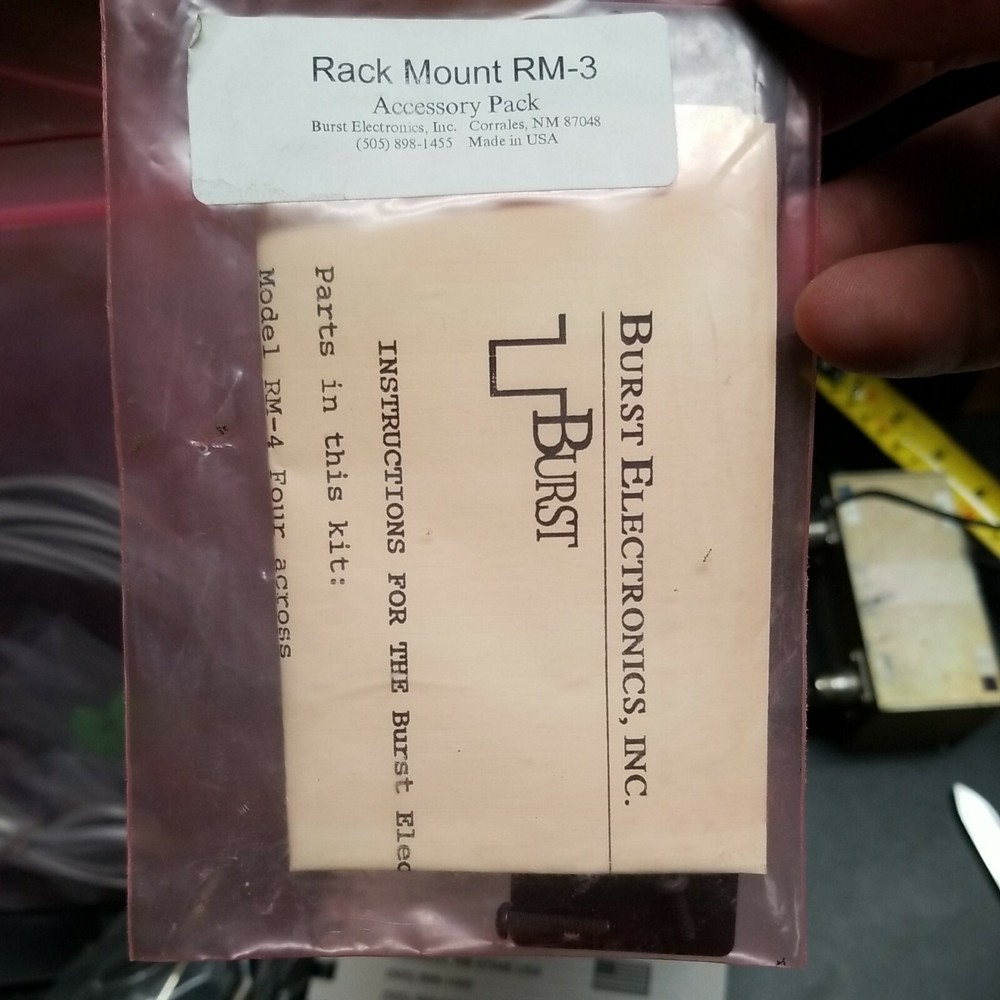 Rack Mount RM-3
Accessory Pack
Burst Electronics, Inc. Corrales, NM 87048
(505) 898-1455 Made in USA
BURST ELECTRONICS, INC.
BURST
INSTRUCTIONS FOR THE Burst Elec
Parts in this kit:
Model RM-4 Four across